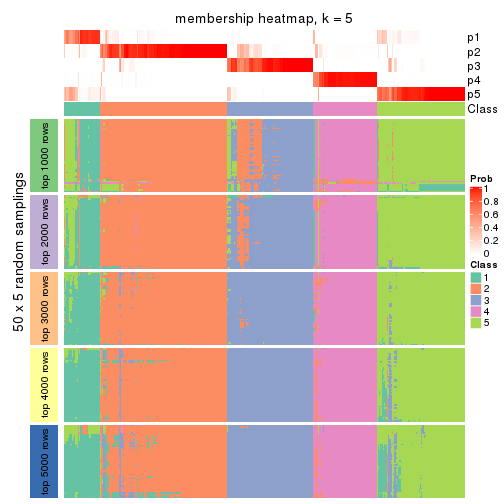 membership heatmap, k = 5
p1
p2
p3
p4
p5
Class
50 x 5 random samplings
top 1000 rows
top 2000 rows
top 3000 rows
top 4000 rows
top 5000 rows
Prob
1
0.8
0.6
0.4
0.2
0
Class
1
2
3
4
5